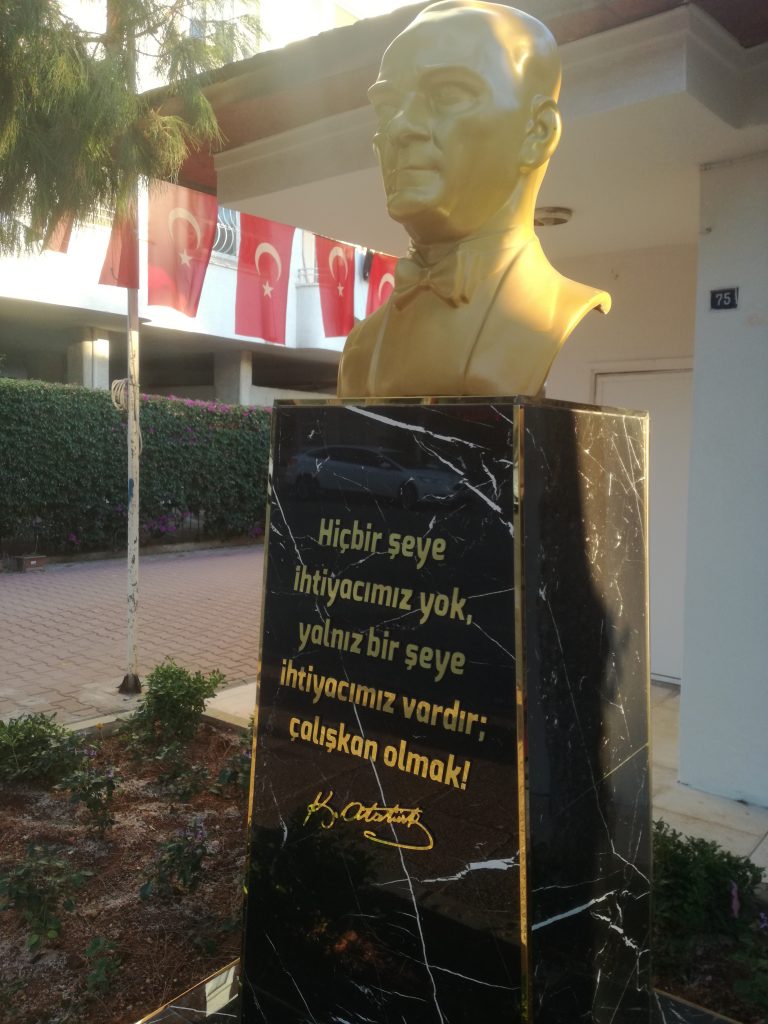 75
Hiçbir şeye
ihtiyacımız yok,
yalnız bir şeye
ihtiyacımız vardır;
çalışkan olmak!
K. Atatürk